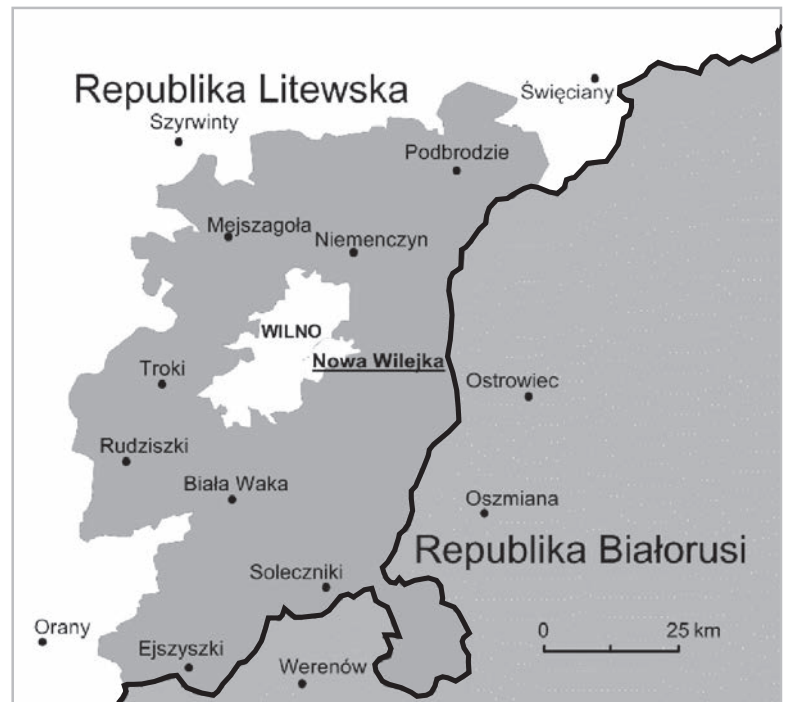 Republika Litewska
Święciany
Szyrwinty
Podbrodzie
Mejszagoła
Niemenczyn
WILNO
Nowa Wilejka
Troki
Ostrowiec
Rudziszki
Biała Waka
Oszmiana
Republika Białorusi
Soleczniki
Orany
0 25 km
Ejszyszki
Werenów